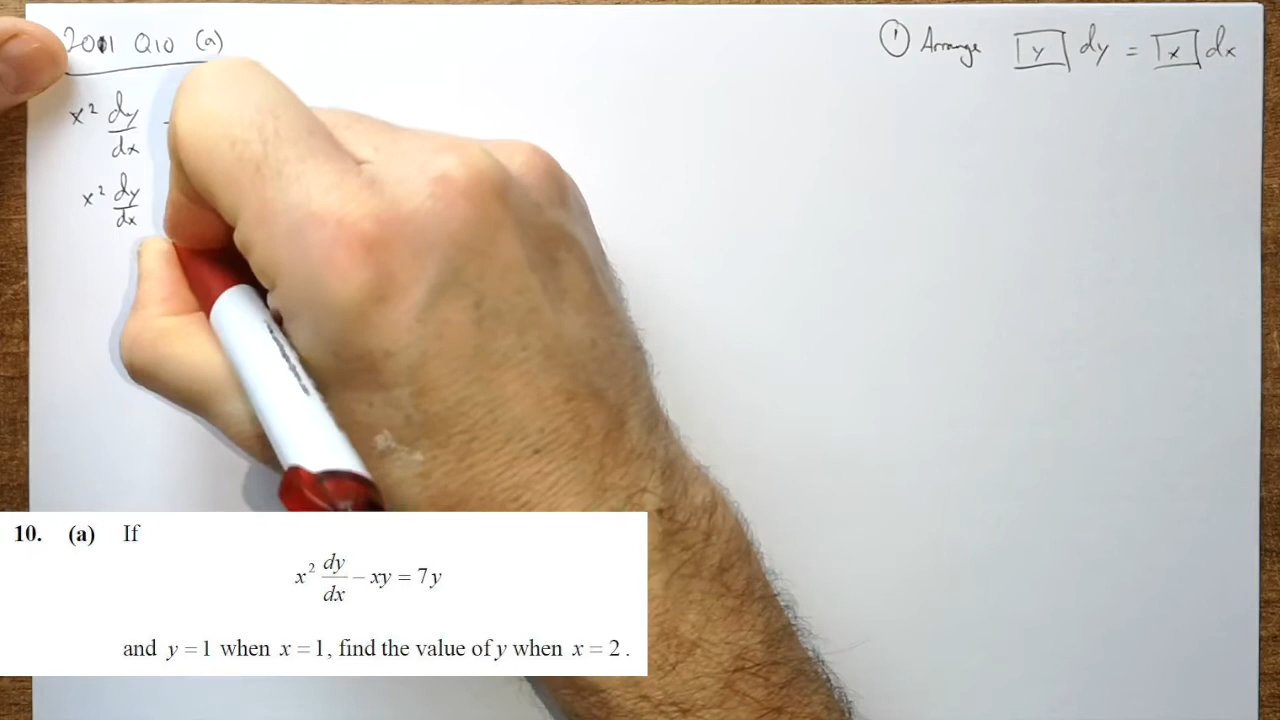 2011 Q10 (a)
① Arrange [y] dy = [x] dx
x² dy/dx -
x² dy/dx
10. (a) If
x² dy/dx – xy = 7y
and y = 1 when x = 1, find the value of y when x = 2.